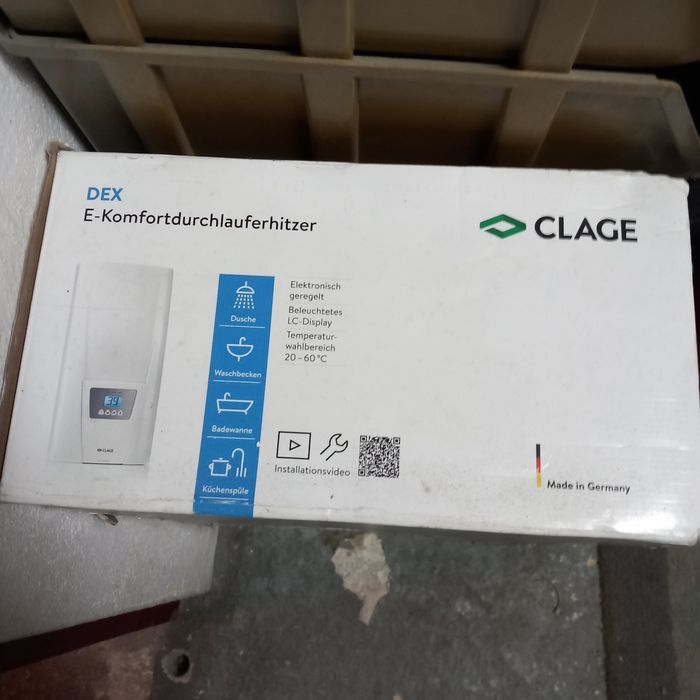 DEX
E-Komfortdurchlauferhitzer
CLAGE
Dusche
Waschbecken
Badewanne
Küchenspüle
Elektronisch
geregelt
Beleuchtetes
LC-Display
Temperatur-
wahlbereich
20–60°C
39
CLAGE
Installationsvideo
Made in Germany